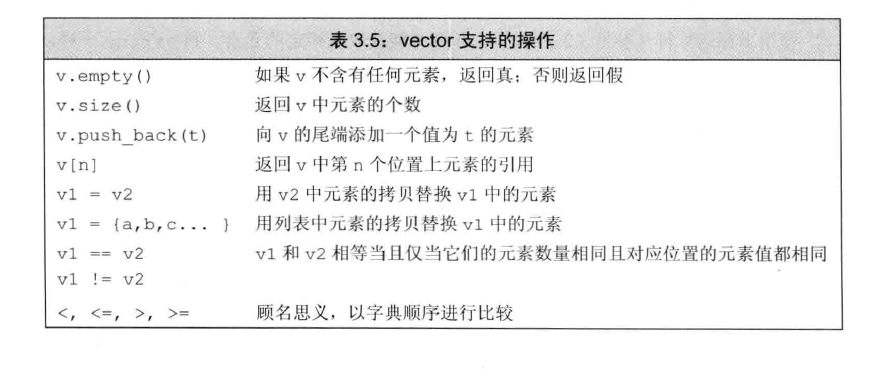 表 3.5：vector 支持的操作
v.empty() 如果 v 不含有任何元素，返回真；否则返回假
v.size() 返回 v 中元素的个数
v.push_back(t) 向 v 的尾端添加一个值为 t 的元素
v[n] 返回 v 中第 n 个位置上元素的引用
v1 = v2 用 v2 中元素的拷贝替换 v1 中的元素
v1 = {a,b,c... } 用列表中元素的拷贝替换 v1 中的元素
v1 == v2 v1 和 v2 相等当且仅当它们的元素数量相同且对应位置的元素值都相同
v1 != v2
<, <=, >, >= 顾名思义，以字典顺序进行比较